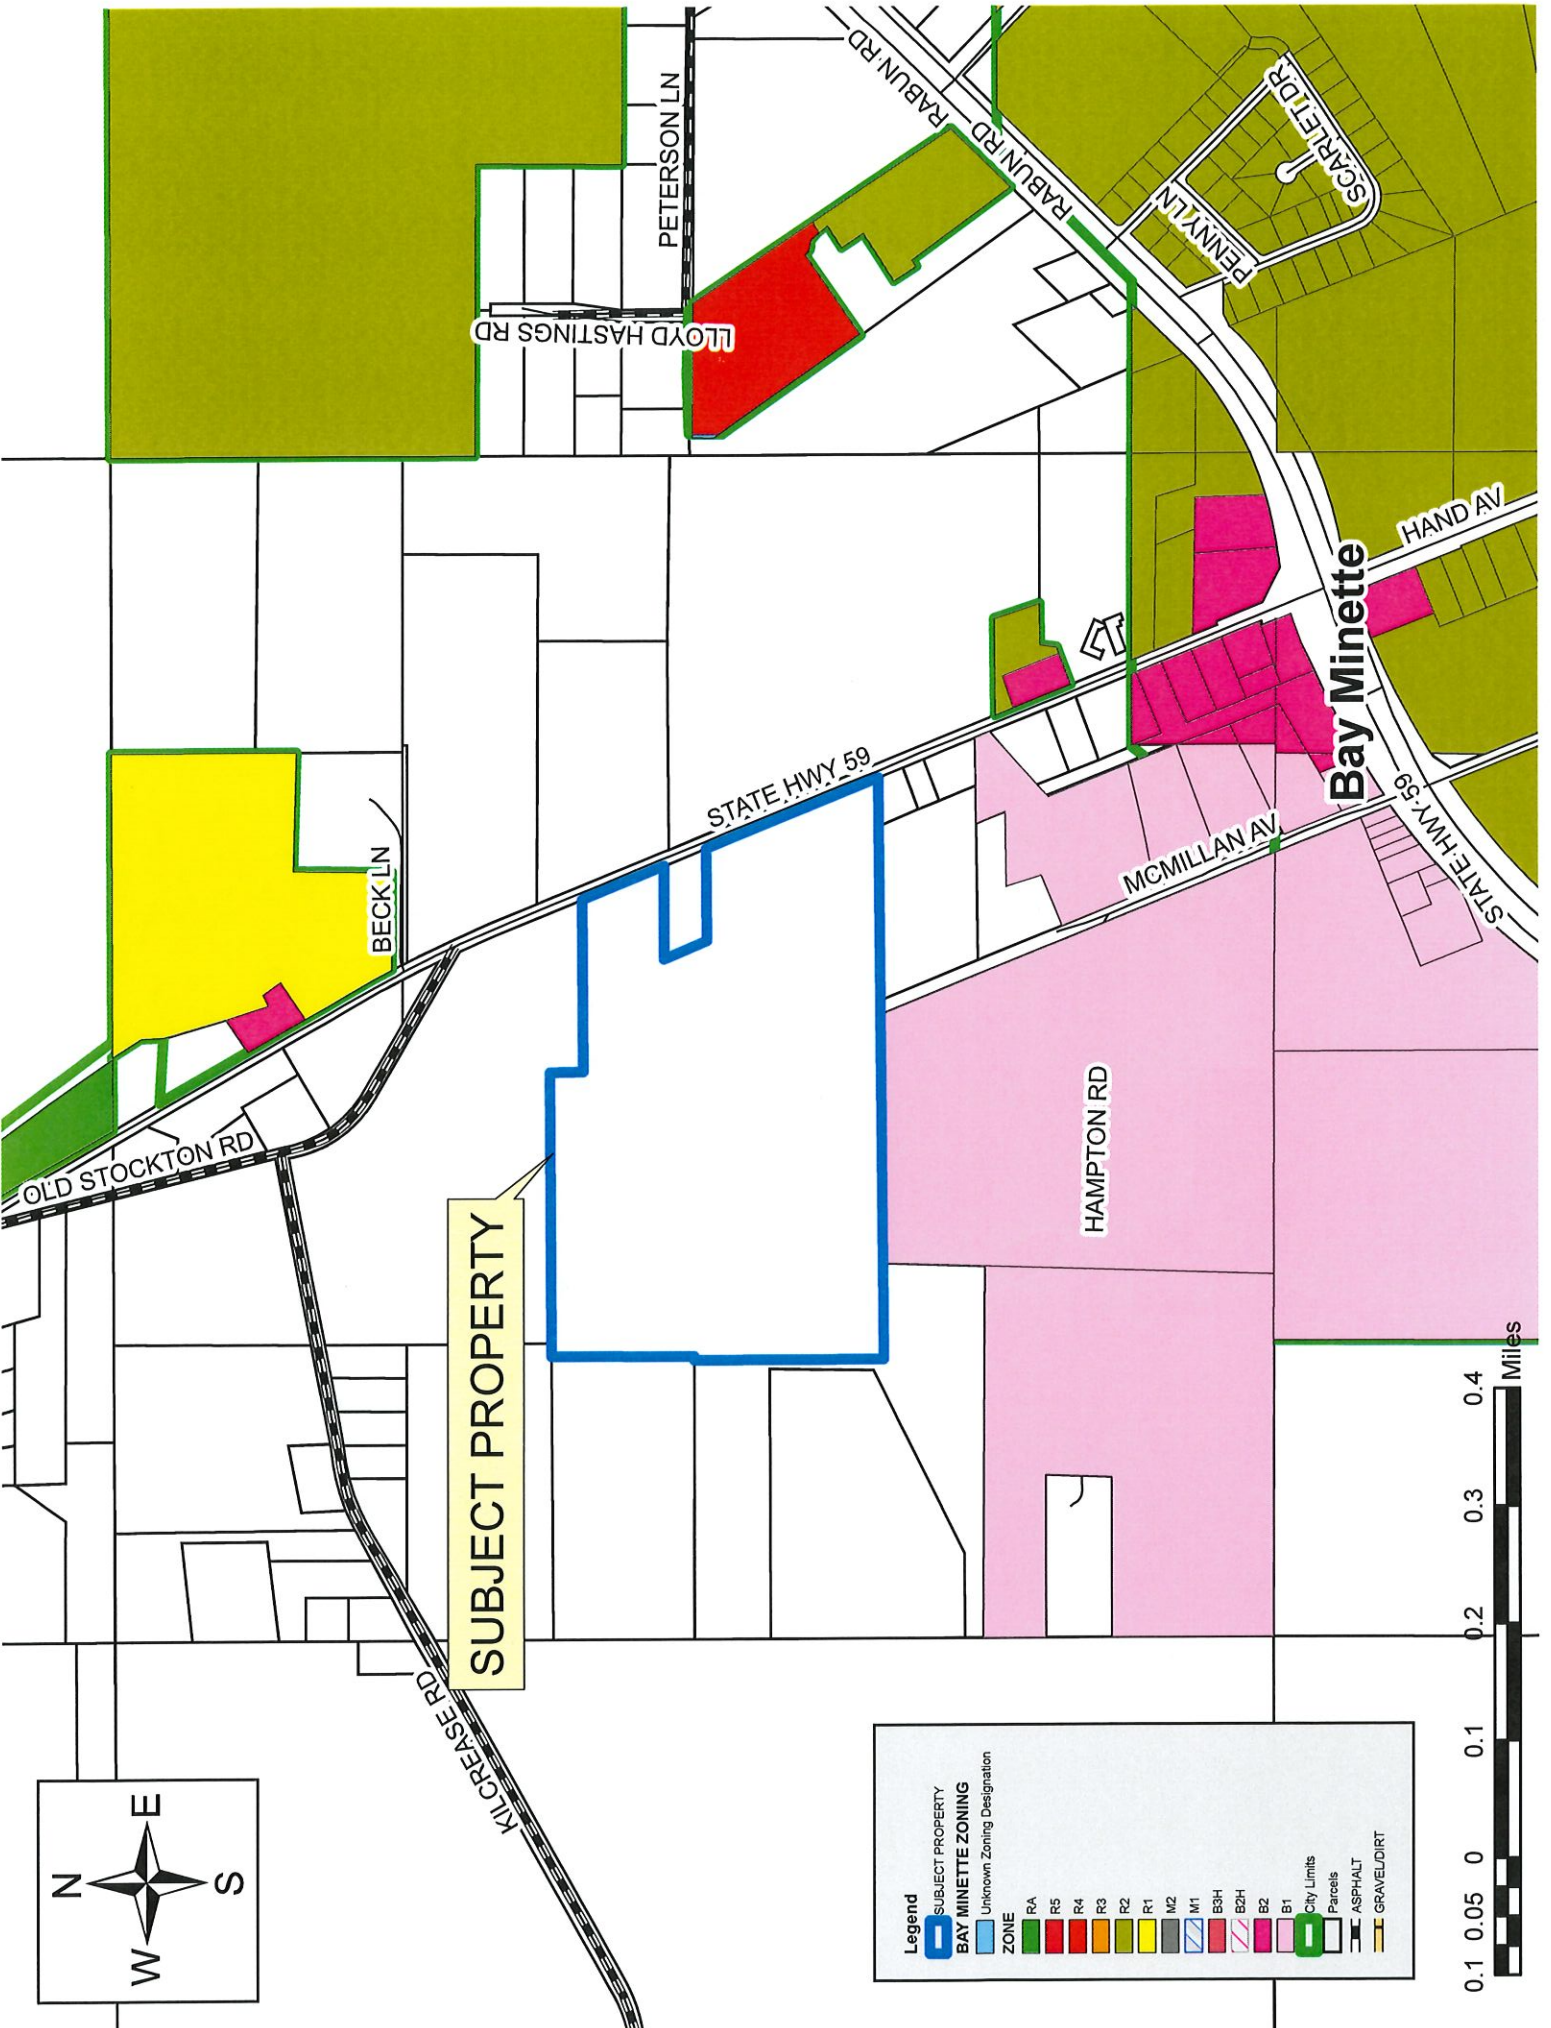 N
W
E
S
OLD STOCKTON RD
BECK LN
PETERSON LN
LLOYD HASTINGS RD
RABUN RD
RABUN RD
RABUN RD
KILCREASE RD
SUBJECT PROPERTY
STATE HWY 59
PENNY LN
SCARLET DR
MCMILLAN AV
HAMPTON RD
HAND AV
Bay Minette
STATE HWY 59
Legend
SUBJECT PROPERTY
BAY MINETTE ZONING
Unknown Zoning Designation
ZONE
RA
R5
R4
R3
R2
R1
M2
M1
B3H
B2H
B2
B1
City Limits
Parcels
ASPHALT
GRAVEL/DIRT
0.1 0.05 0 0.1 0.2 0.3 0.4
Miles